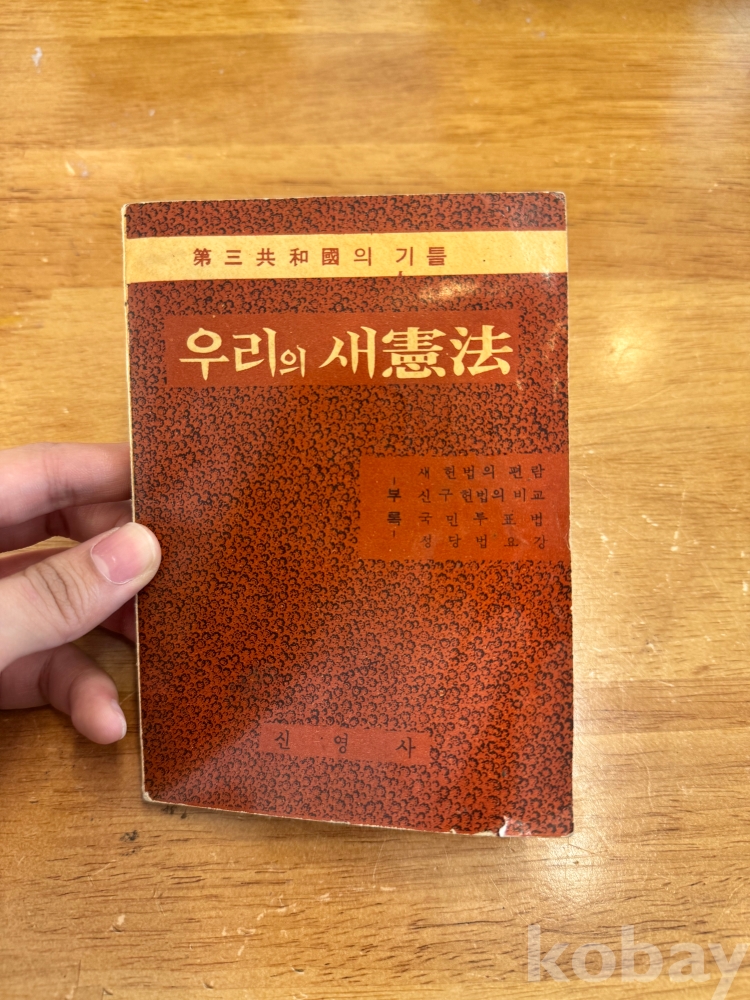 第三共和國의 기틀
우리의 새憲法
-부록-
새 헌법의 편람
신구 헌법의 비교
국민투표법
정당법 요강
신영사
kobay